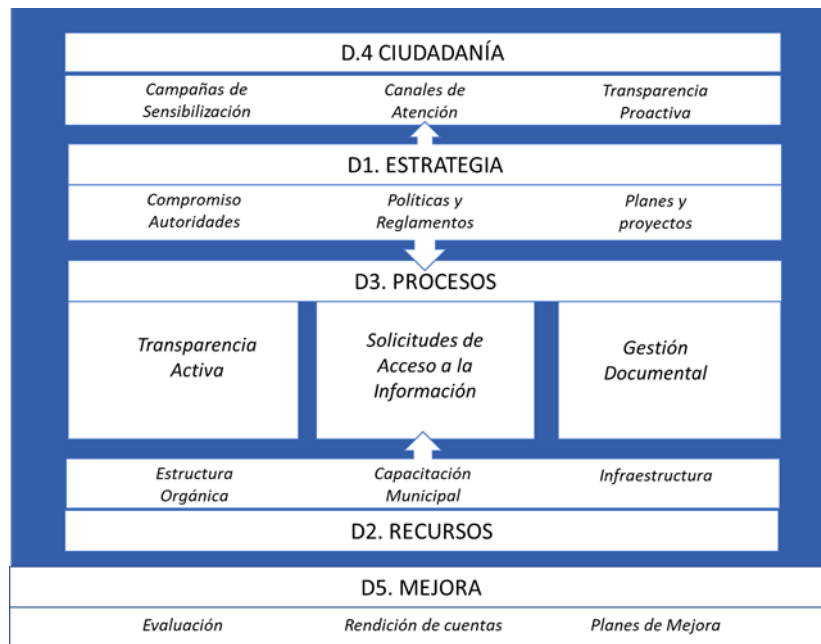 D.4 CIUDADANÍA
Campañas de
Sensibilización
Canales de
Atención
Transparencia
Proactiva
D1. ESTRATEGIA
Compromiso
Autoridades
Políticas y
Reglamentos
Planes y
proyectos
D3. PROCESOS
Transparencia
Activa
Solicitudes de
Acceso a la
Información
Gestión
Documental
Estructura
Orgánica
Capacitación
Municipal
Infraestructura
D2. RECURSOS
D5. MEJORA
Evaluación
Rendición de cuentas
Planes de Mejora